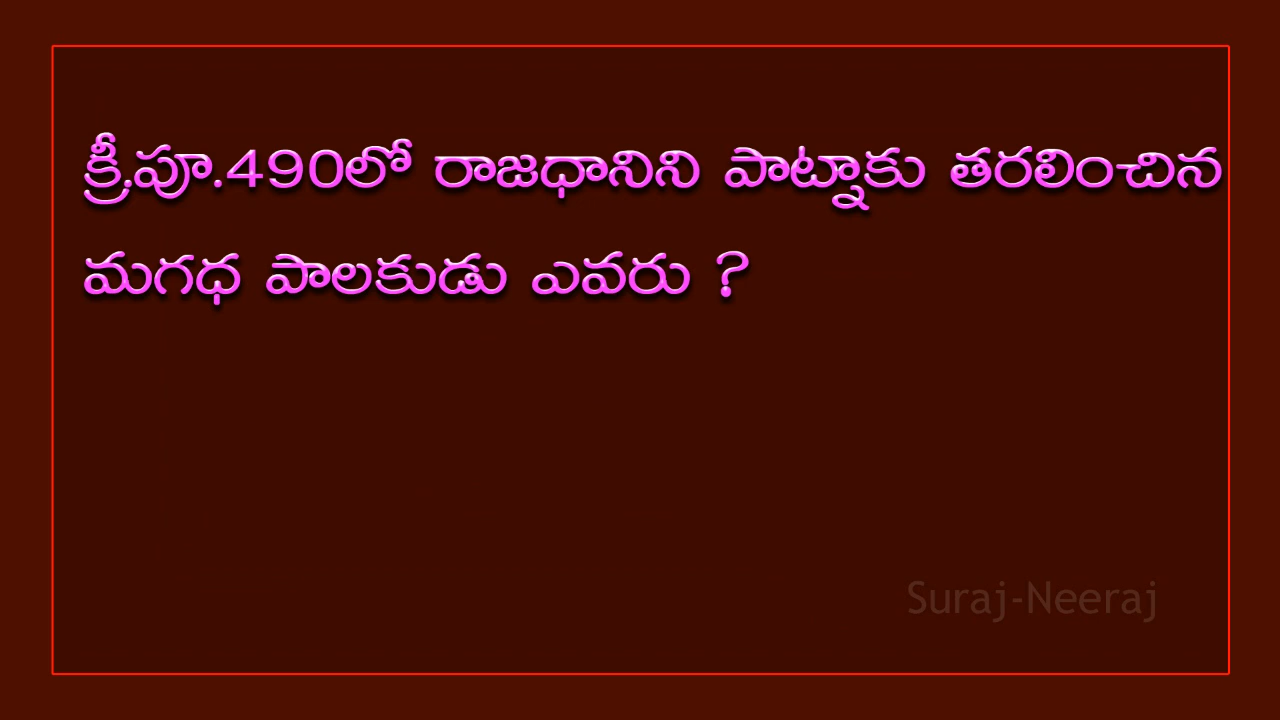 క్రీ.పూ.490లో రాజధానిని పాట్నాకు తరలించిన
మగధ పాలకుడు ఎవరు ?
Suraj-Neeraj